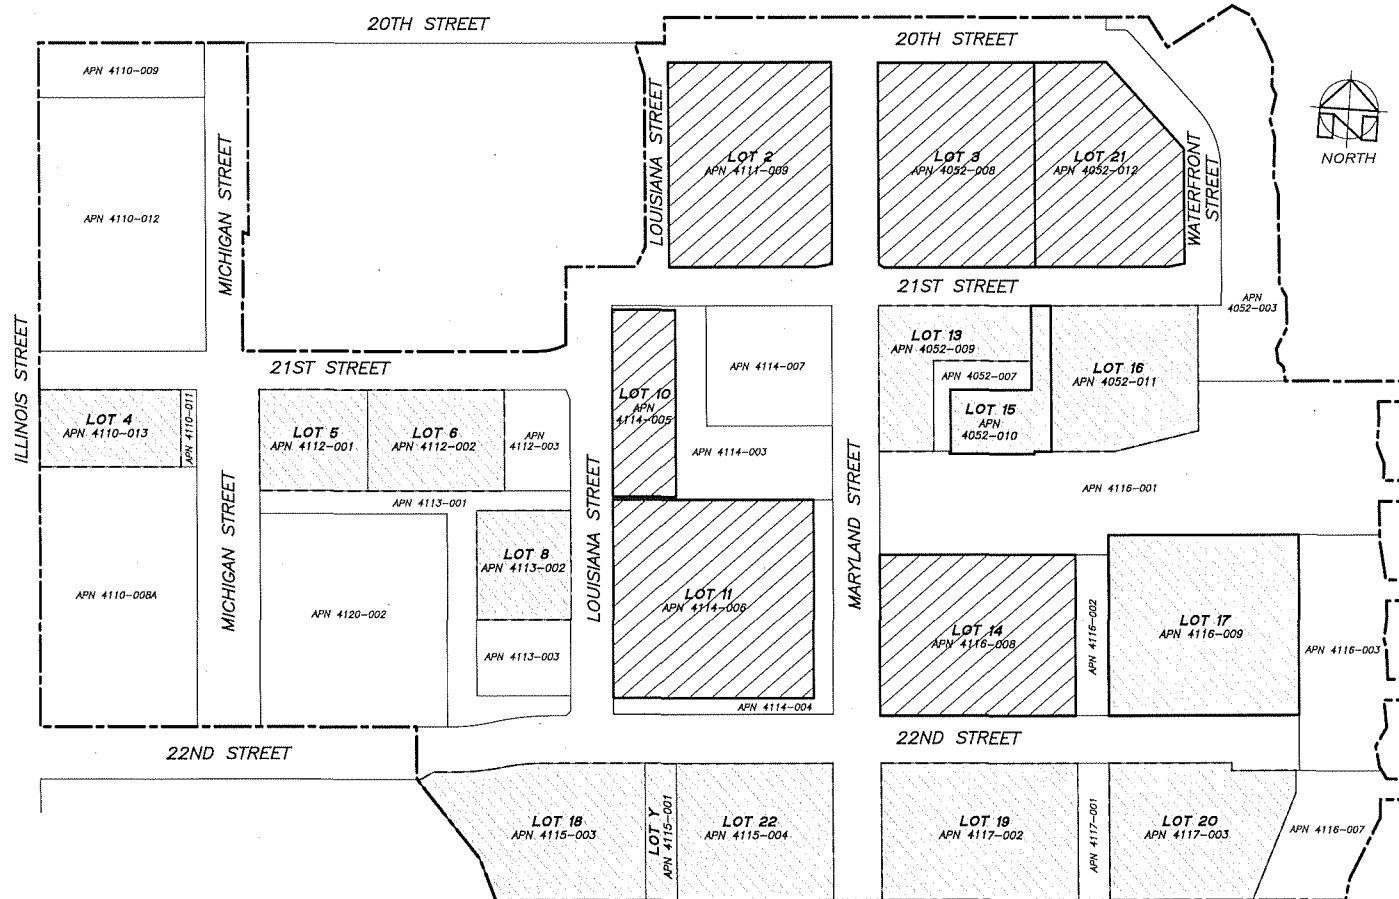 20TH STREET
20TH STREET
APN 4110-009
LOUISIANA STREET
NORTH
MICHIGAN STREET
LOT 2
APN 4111-009
LOT 3
APN 4052-008
LOT 21
APN 4052-012
WATERFRONT
STREET
APN 4110-012
21ST STREET
APN
4052-003
ILLINOIS STREET
21ST STREET
LOT 13
APN 4052-009
APN 4114-007
APN 4052-007
LOT 16
APN 4052-011
LOT 10
APN
4114-005
LOT 15
APN
4052-010
LOT 4
APN 4110-013
APN 4110-011
LOT 5
APN 4112-001
LOT 6
APN 4112-002
APN
4112-003
APN 4114-003
APN 4116-001
APN 4113-001
MICHIGAN STREET
LOUISIANA STREET
MARYLAND STREET
LOT 8
APN 4113-002
APN 4110-008A
APN 4120-002
LOT 11
APN 4114-006
LOT 14
APN 4116-008
APN 4116-002
LOT 17
APN 4116-009
APN 4116-003
APN 4113-003
APN 4114-004
22ND STREET
22ND STREET
LOT 18
APN 4115-003
LOT Y
APN 4115-001
LOT 22
APN 4115-004
LOT 19
APN 4117-002
APN 4117-001
LOT 20
APN 4117-003
APN 4116-007